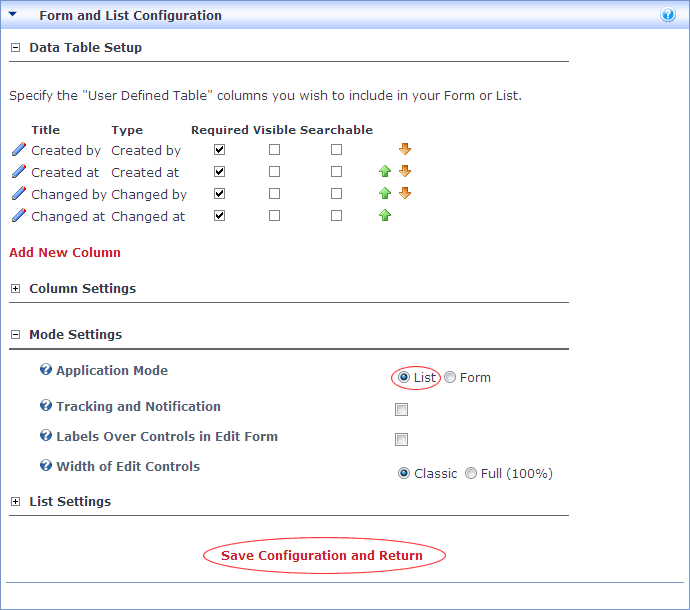 Form and List Configuration
Data Table Setup
Specify the "User Defined Table" columns you wish to include in your Form or List.
Title Type Required Visible Searchable
Created by Created by
Created at Created at
Changed by Changed by
Changed at Changed at
Add New Column
Column Settings
Mode Settings
Application Mode List Form
Tracking and Notification
Labels Over Controls in Edit Form
Width of Edit Controls Classic Full (100%)
List Settings
Save Configuration and Return